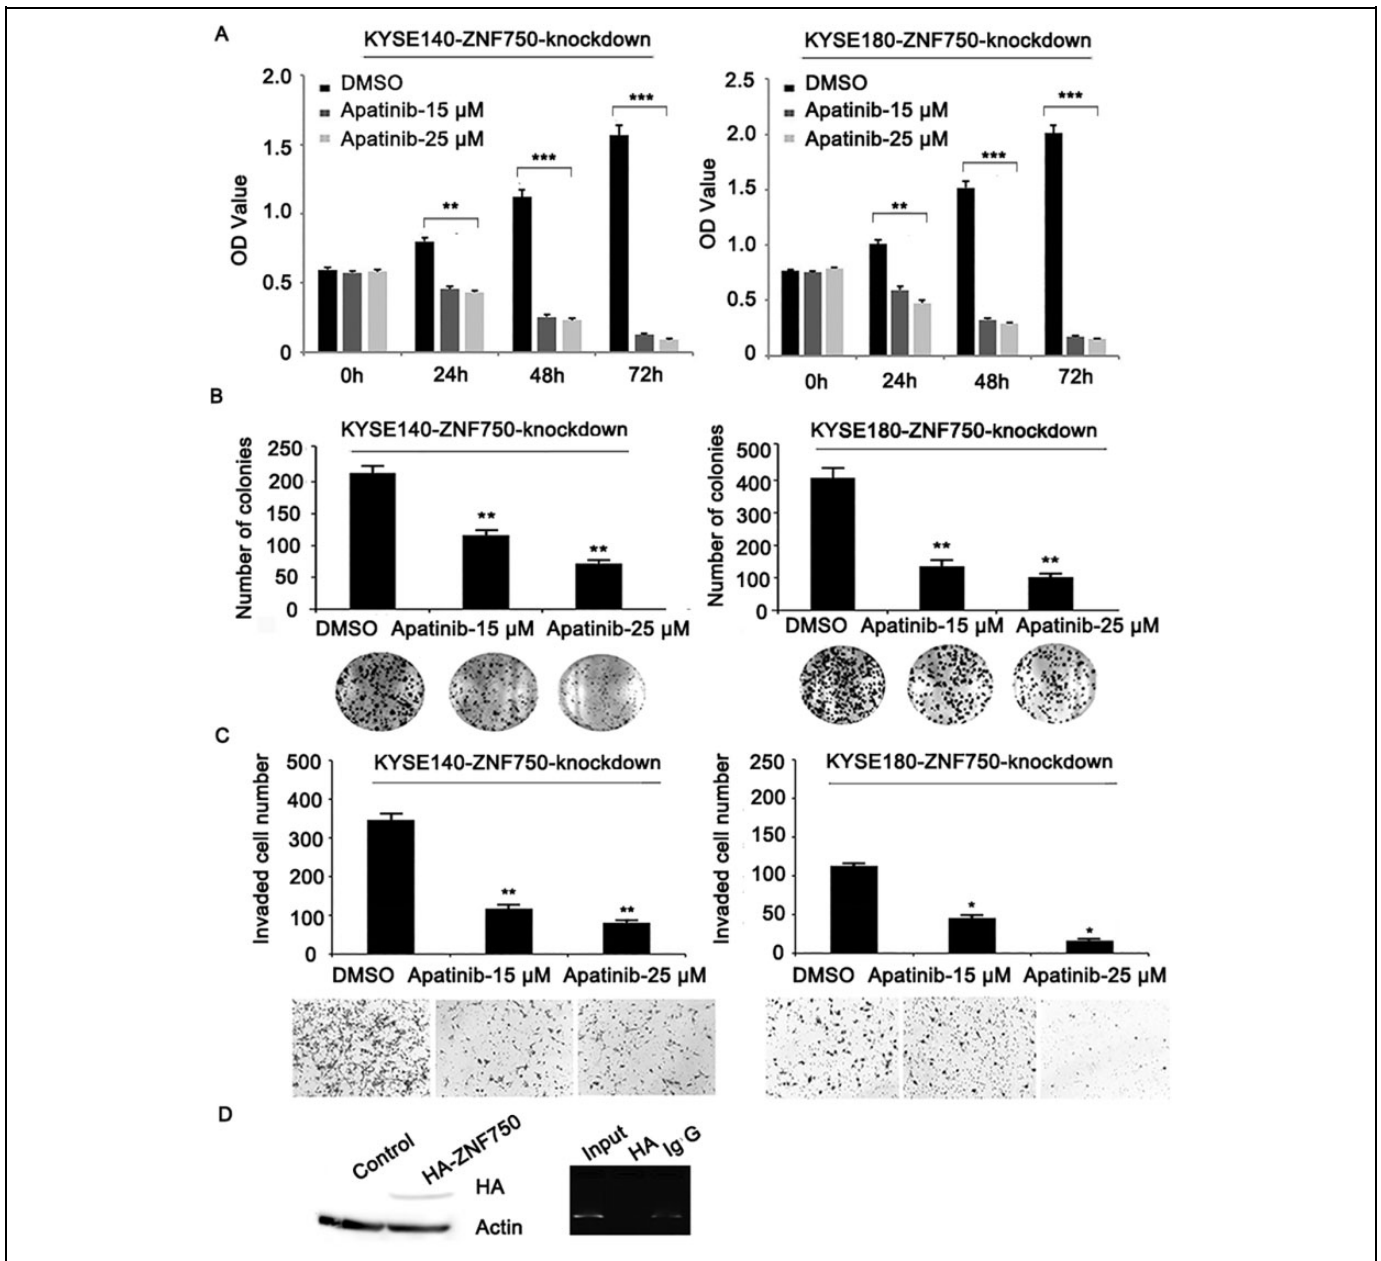 A
KYSE140-ZNF750-knockdown
2.0
1.5
1.0
0.5
0
OD Value
DMSO
Apatinib-15 µM
Apatinib-25 µM
**
***
***
0h 24h 48h 72h
KYSE180-ZNF750-knockdown
2.5
2.0
1.5
1.0
0.5
0
OD Value
DMSO
Apatinib-15 µM
Apatinib-25 µM
**
***
***
0h 24h 48h 72h
B
KYSE140-ZNF750-knockdown
250
200
150
100
50
0
Number of colonies
**
**
DMSO Apatinib-15 µM Apatinib-25 µM
KYSE180-ZNF750-knockdown
500
400
300
200
100
0
Number of colonies
**
**
DMSO Apatinib-15 µM Apatinib-25 µM
C
KYSE140-ZNF750-knockdown
500
400
300
200
100
0
Invaded cell number
**
**
DMSO Apatinib-15 µM Apatinib-25 µM
KYSE180-ZNF750-knockdown
250
200
150
100
50
0
Invaded cell number
*
*
DMSO Apatinib-15 µM Apatinib-25 µM
D
Control HA-ZNF750
HA
Actin
Input HA Ig G